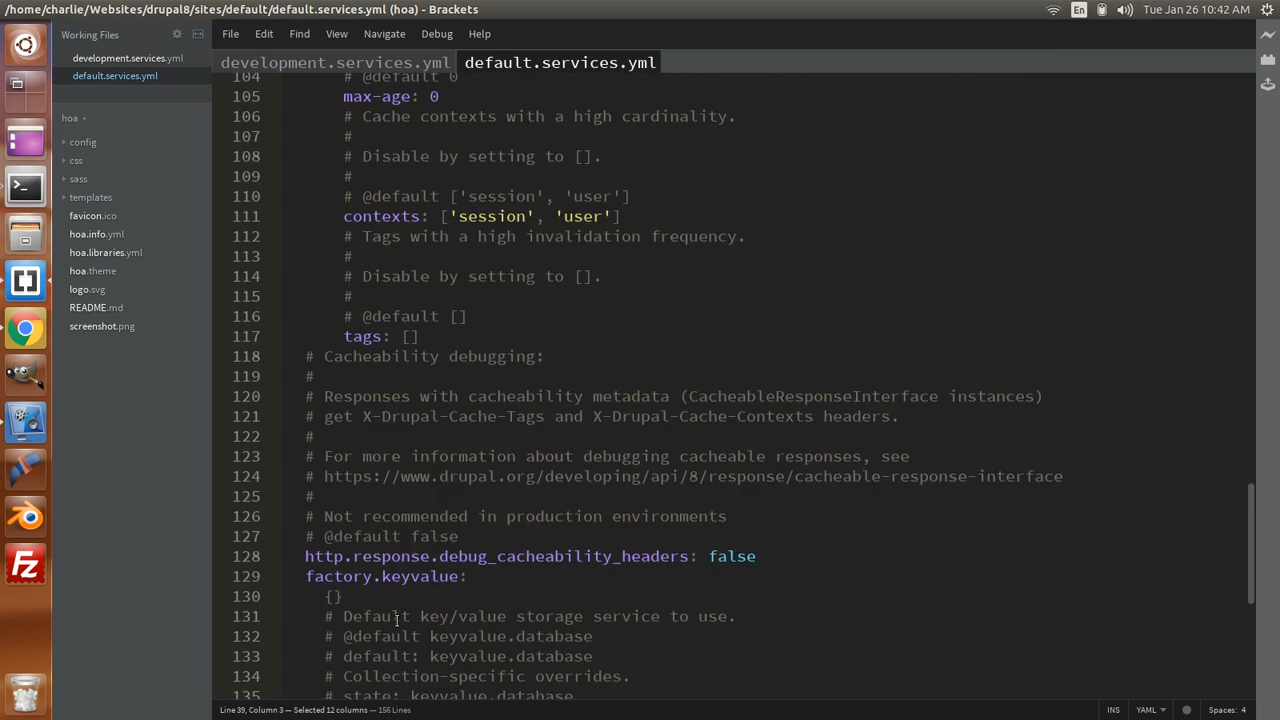 /home/charlie/Websites/drupal8/sites/default/default.services.yml (hoa) - Brackets
En
Tue Jan 26 10:42 AM
Working Files
development.services.yml
default.services.yml
hoa
config
css
sass
templates
favicon.ico
hoa.info.yml
hoa.libraries.yml
hoa.theme
logo.svg
README.md
screenshot.png
File Edit Find View Navigate Debug Help
development.services.yml default.services.yml
104 # @default 0
105 max-age: 0
106 # Cache contexts with a high cardinality.
107 #
108 # Disable by setting to [].
109 #
110 # @default ['session', 'user']
111 contexts: ['session', 'user']
112 # Tags with a high invalidation frequency.
113 #
114 # Disable by setting to [].
115 #
116 # @default []
117 tags: []
118 # Cacheability debugging:
119 #
120 # Responses with cacheability metadata (CacheableResponseInterface instances)
121 # get X-Drupal-Cache-Tags and X-Drupal-Cache-Contexts headers.
122 #
123 # For more information about debugging cacheable responses, see
124 # https://www.drupal.org/developing/api/8/response/cacheable-response-interface
125 #
126 # Not recommended in production environments
127 # @default false
128 http.response.debug_cacheability_headers: false
129 factory.keyvalue:
130 {}
131 # Default key/value storage service to use.
132 # @default keyvalue.database
133 # default: keyvalue.database
134 # Collection-specific overrides.
135 # state: keyvalue.database
Line 39, Column 3 — Selected 12 columns — 156 Lines
INS YAML Spaces: 4